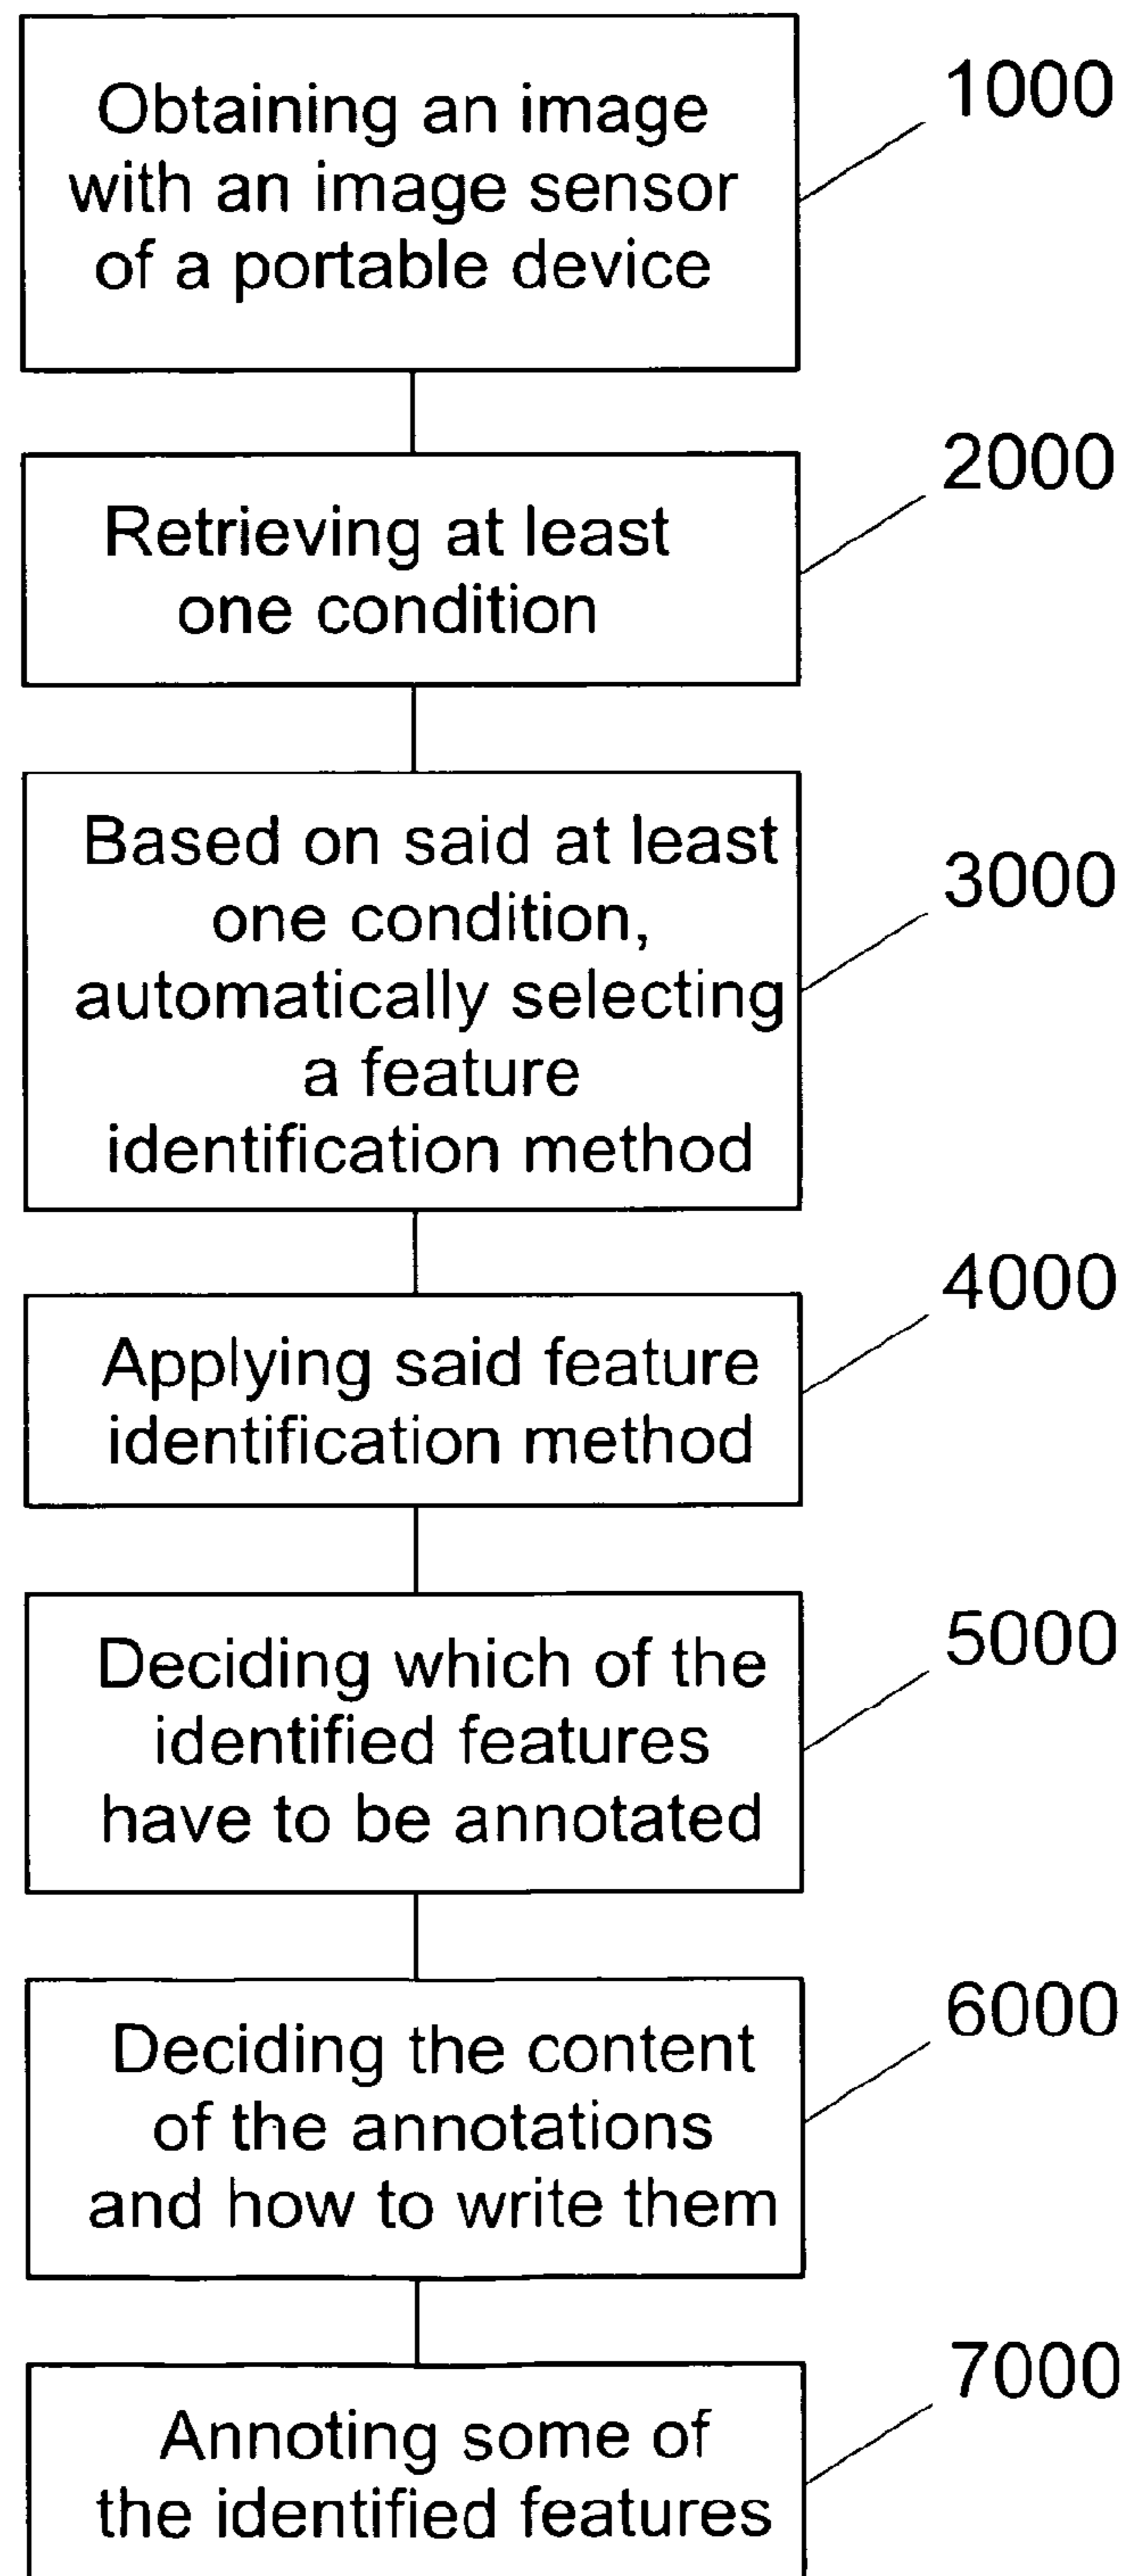 Obtaining an image
with an image sensor
of a portable device
1000
Retrieving at least
one condition
2000
Based on said at least
one condition,
automatically selecting
a feature
identification method
3000
Applying said feature
identification method
4000
Deciding which of the
identified features
have to be annotated
5000
Deciding the content
of the annotations
and how to write them
6000
Annoting some of
the identified features
7000